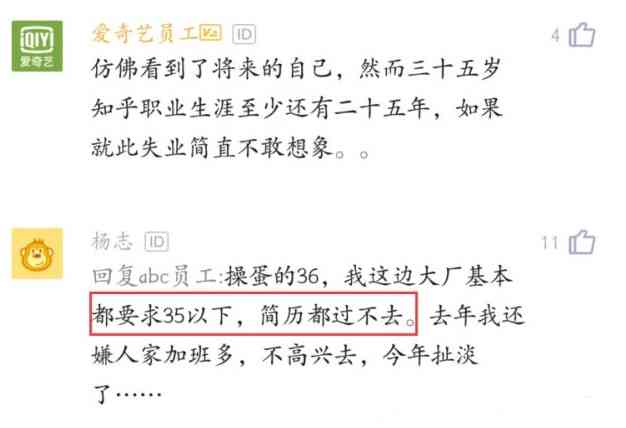 iQIYI
爱奇艺
爱奇艺员工V2 ID
4
仿佛看到了将来的自己，然而三十五岁
知乎职业生涯至少还有二十五年，如果
就此失业简直不敢想象。。
杨志 ID
11
回复abc员工:操蛋的36，我这边大厂基本
都要求35以下，简历都过不去。去年我还
嫌人家加班多，不高兴去，今年扯淡
了……